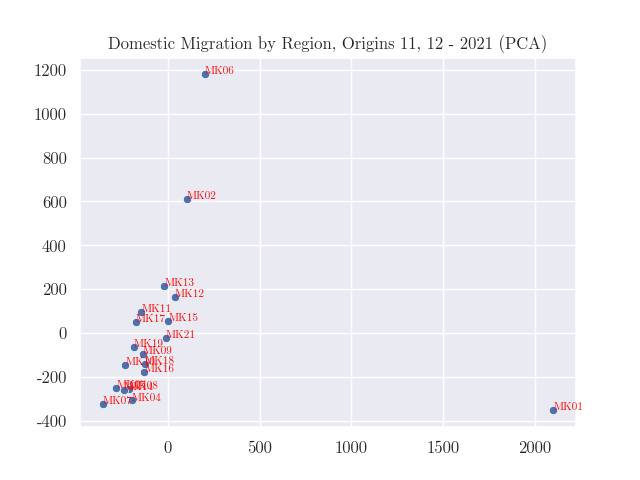 Domestic Migration by Region, Origins 11, 12 - 2021 (PCA)
1200
MK06
1000
800
MK02
600
400
MK13
200
MK12
MK11
MK17
MK15
0
MK21
MK19
MK09
MK18
MK16
-200
MK04
MK07
MK01
-400
0
500
1000
1500
2000